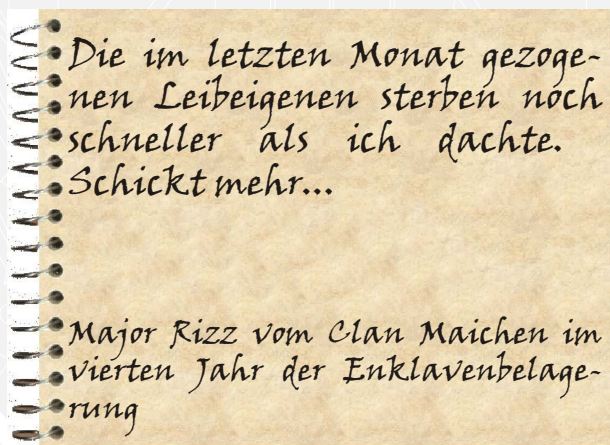 Die im letzten Monat gezoge-
nen Leibeigenen sterben noch
schneller als ich dachte.
Schickt mehr...
Major Rizz vom Clan Maichen im
vierten Jahr der Enklavenbelage-
rung